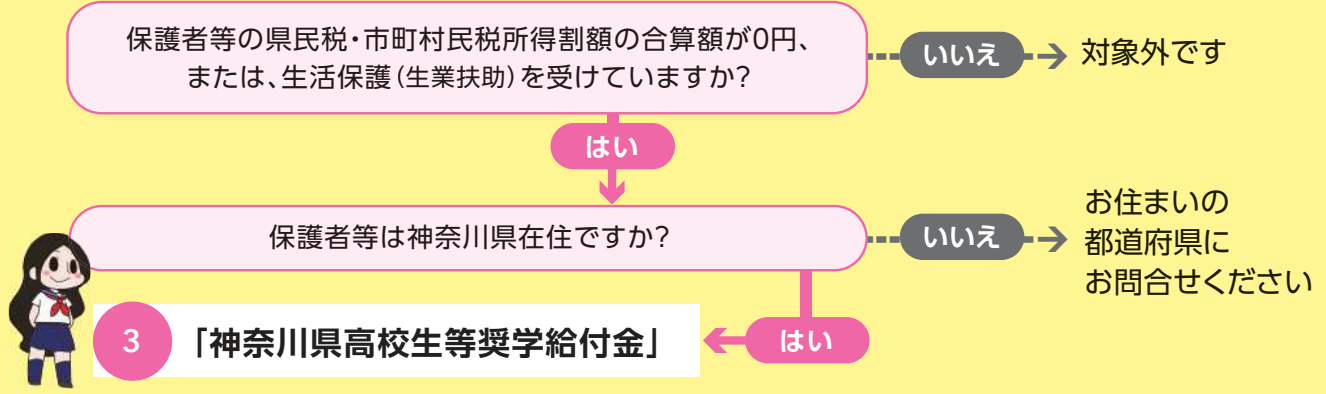 保護者等の県民税・市町村民税所得割額の合算額が0円、
または、生活保護(生業扶助)を受けていますか?
いいえ
対象外です
はい
保護者等は神奈川県在住ですか?
いいえ
お住まいの
都道府県に
お問合せください
はい
3
「神奈川県高校生等奨学給付金」